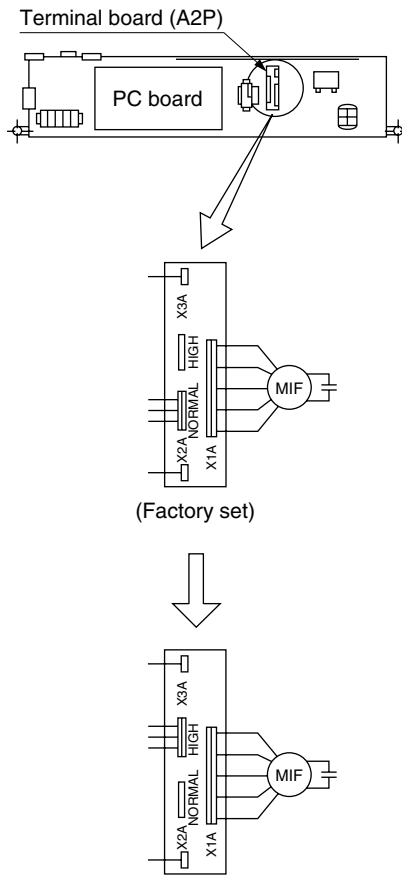 Terminal board (A2P)
PC board
X3A
HIGH
NORMAL
X2A
X1A
MIF
(Factory set)
X3A
HIGH
NORMAL
X2A
X1A
MIF